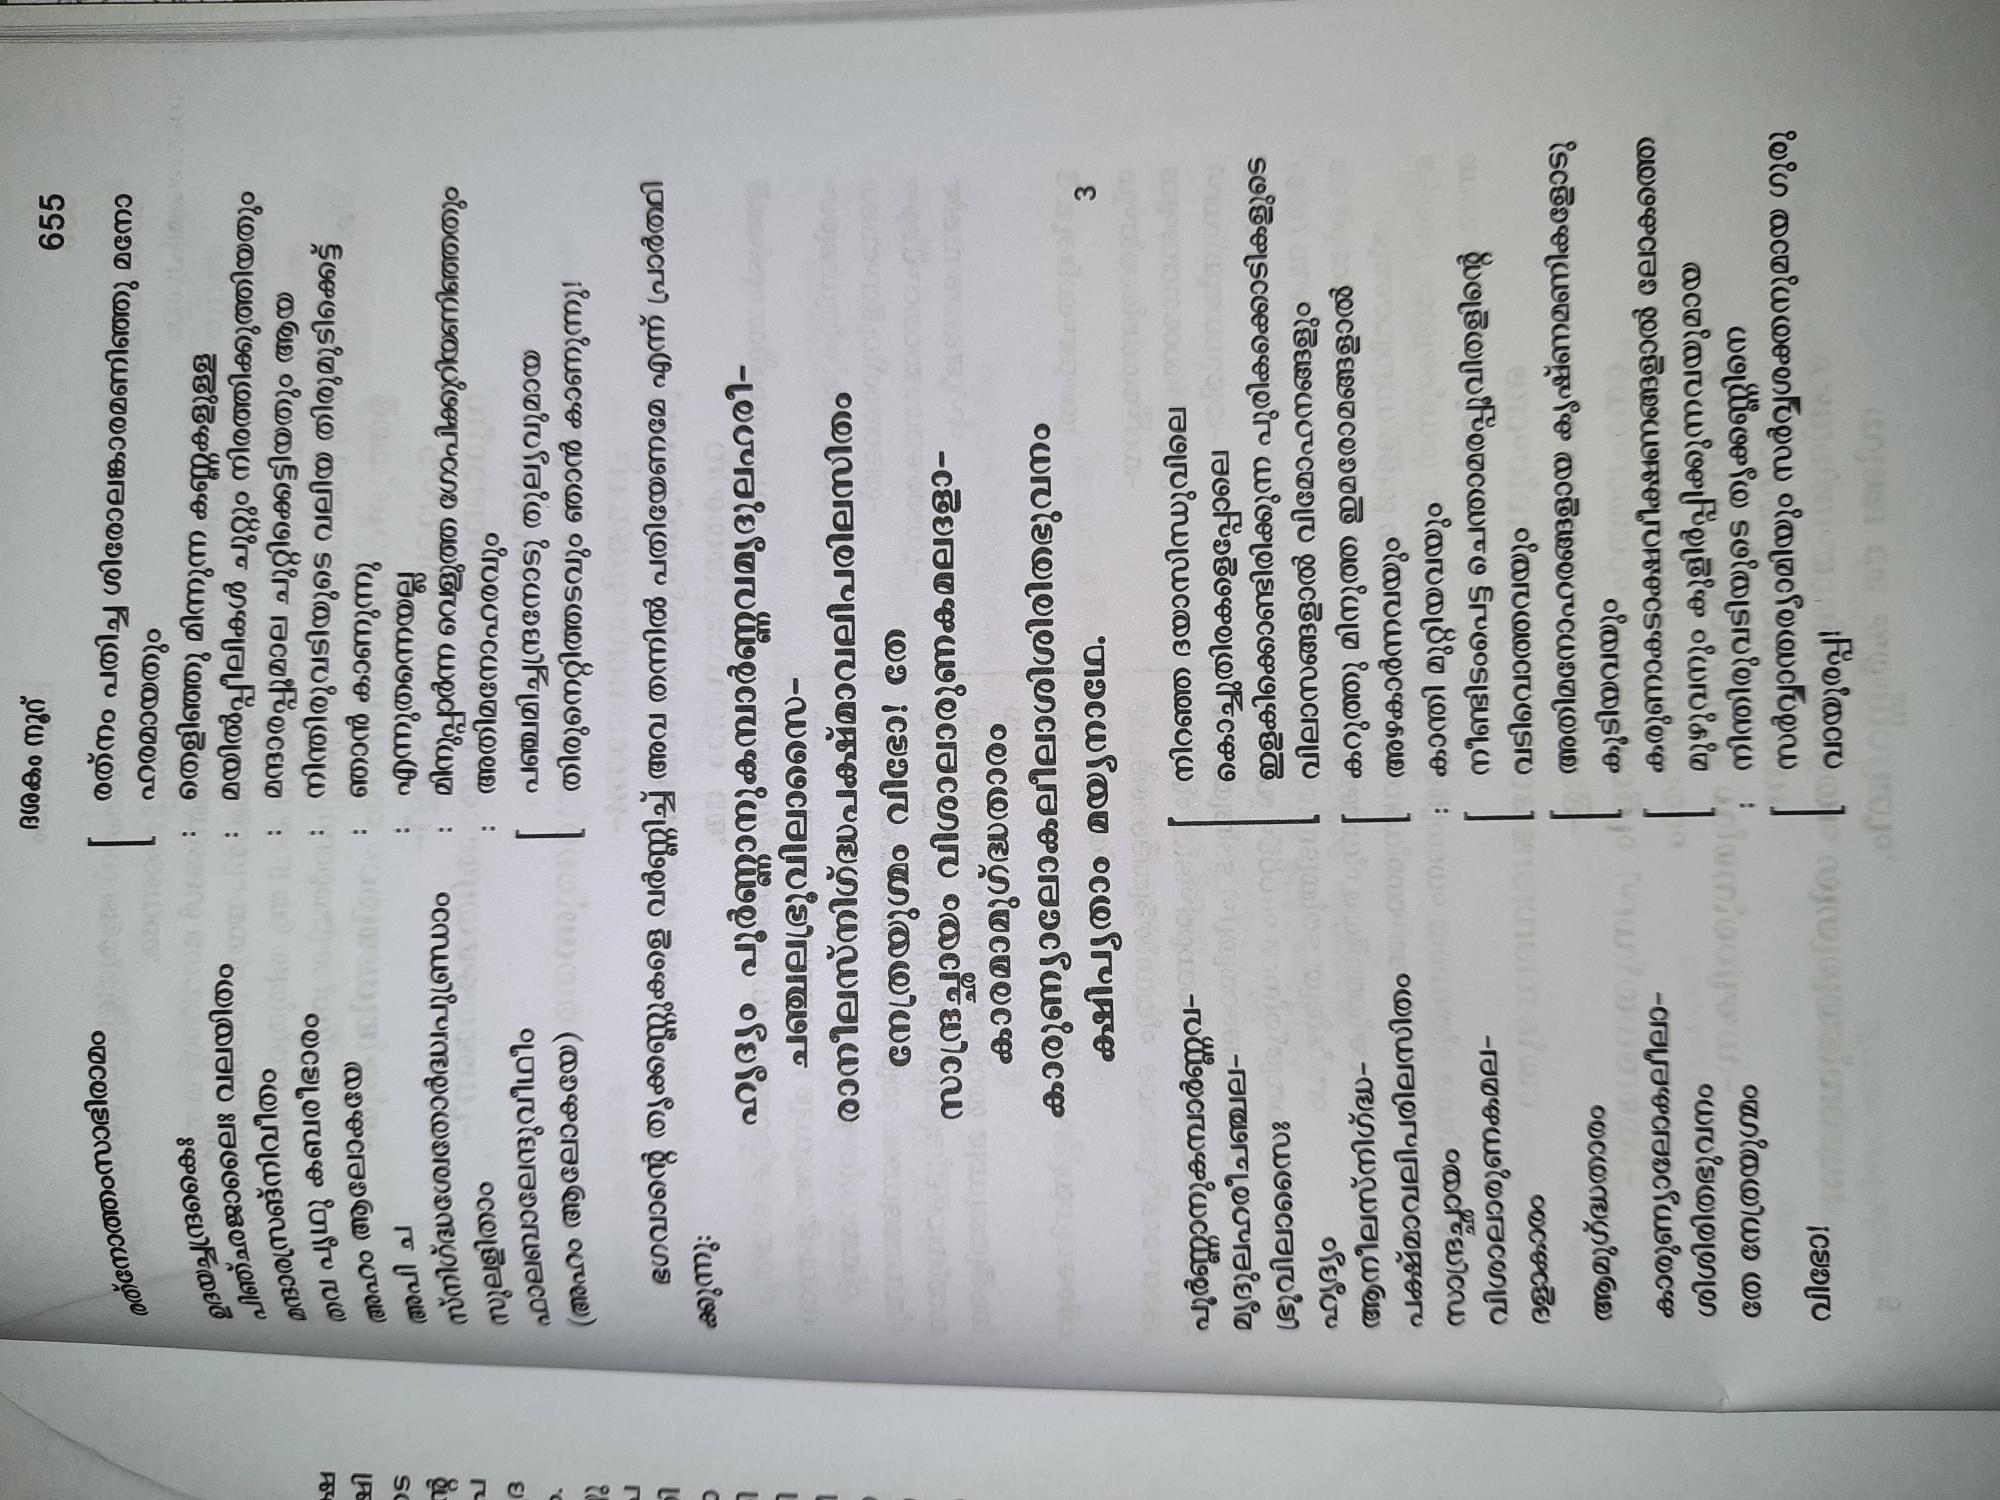 ദശകം നൂറ്
655
രത്നോത്തംസാഭിരാമം [ രത്നം പതിച്ച ശിരോലങ്കാരമണിഞ്ഞു മനോ
ഹരമായതും
ഉദയച്ചന്ദ്രകൈഃ : തെളിഞ്ഞു മിന്നുന്ന കണ്ണുകളുള്ള
പിഞ്ഛജാലൈഃ വലയിതം : മയിൽപ്പീലികൾ ചുറ്റും നിരത്തിക്കുത്തിയതും
മന്ദാരസ്രങ്നിവീതം : മന്ദാരപ്പൂമാല ചുറ്റിക്കെട്ടിയതും ആയ
തവ പൃഥു കബരീഭാരം : നിന്തിരുവടിയുടെ വലിയ തിരുമുടിക്കെട്ട്
അഹം ആലോകയേ : ഞാൻ കാണുന്നു
അപി ച : എന്നുതന്നെയല്ല
സ്നിഗ്ദ്ധശ്വേതോർദ്ധ്വപുണ്ഡ്രാം : മിനുപ്പാർന്ന വെളുത്ത ഗോപിക്കുറിയണിഞ്ഞതും
സുലളിതാം : അതിമനോഹരവും
ഫാലബാലേന്ദുവീഥീം [ പഞ്ചമിച്ചന്ദ്രനോടു തുല്യവുമായ
(അഹം ആലോകയേ) തിരുനെറ്റിത്തടവും ഞാൻ കാണുന്നു!
ഭഗവാന്റെ തൃക്കണ്ണുകളെ വർണ്ണിച്ച് അവ തന്നിൽ പതിയേണമേ എന്ന് പ്രാർത്ഥി
ക്കുന്നു:
ഹൃദ്യം പൂർണ്ണാനുകമ്പാർണ്ണവമൃദുലഹരീ-
ചഞ്ചലഭ്രൂവിലാസൈ-
രാനീലസ്നിഗ്ദ്ധപക്ഷ്മാവലിപരിലസിതം
നേത്രയുഗ്മം വിഭോ! തേ
സാന്ദ്രച്ഛായം വിശാലാരുണകമലദളാ-
കാരമാമുഗ്ദ്ധതാരം
കാരുണ്യാലോകലീലാശിശിരിതഭുവനം
ക്ഷിപ്യതാം മയ്യനാഥേ. 3
പൂർണ്ണാനുകമ്പാർണ്ണവ- [ നിറഞ്ഞ ദയാസിന്ധുവിലെ
മൃദുലഹരീചഞ്ചല- കൊച്ചുതിരകളെപ്പോലെ
ഭ്രൂവിലാസൈഃ ഇളകിക്കൊണ്ടിരിക്കുന്ന പുരികക്കൊടികളുടെ
ഹൃദ്യം വിലാസങ്ങളാൽ വിമോഹനങ്ങളും
ആനീലസ്നിഗ്ദ്ധ- [ കറുത്തു മിനുത്ത ഇമരോമങ്ങളാൽ
പക്ഷ്മാവലിപരിലസിതം അഴകാർന്നവയും
സാന്ദ്രച്ഛായം : കാന്തി മുറ്റിയവയും
വിശാലാരുണകമല- [ നീണ്ടിടംപെട്ട ചെന്താമരപ്പൂവിതളിന്റെ
ദളാകാരം വടിവൊത്തവയും
ആമുഗ്ദ്ധതാരം [ അതിമനോഹരങ്ങളായ കൃഷ്ണമണികളോടു
കൂടിയവയും
കാരുണ്യാലോകലീലാ- [ കരുണാകടാക്ഷവീക്ഷണങ്ങളാൽ ലോകത്തെ
ശിശിരിതഭുവനം മുഴുവനും കുളിർപ്പിക്കുന്നവയുമായ
തേ നേത്രയുഗ്മം : നിന്തിരുവടിയുടെ തൃക്കണ്ണിനെ
വിഭോ! [ സർവ്വാന്തര്യാമിയും സർവ്വശക്തനുമായ ഗുരു
വായൂരപ്പ!